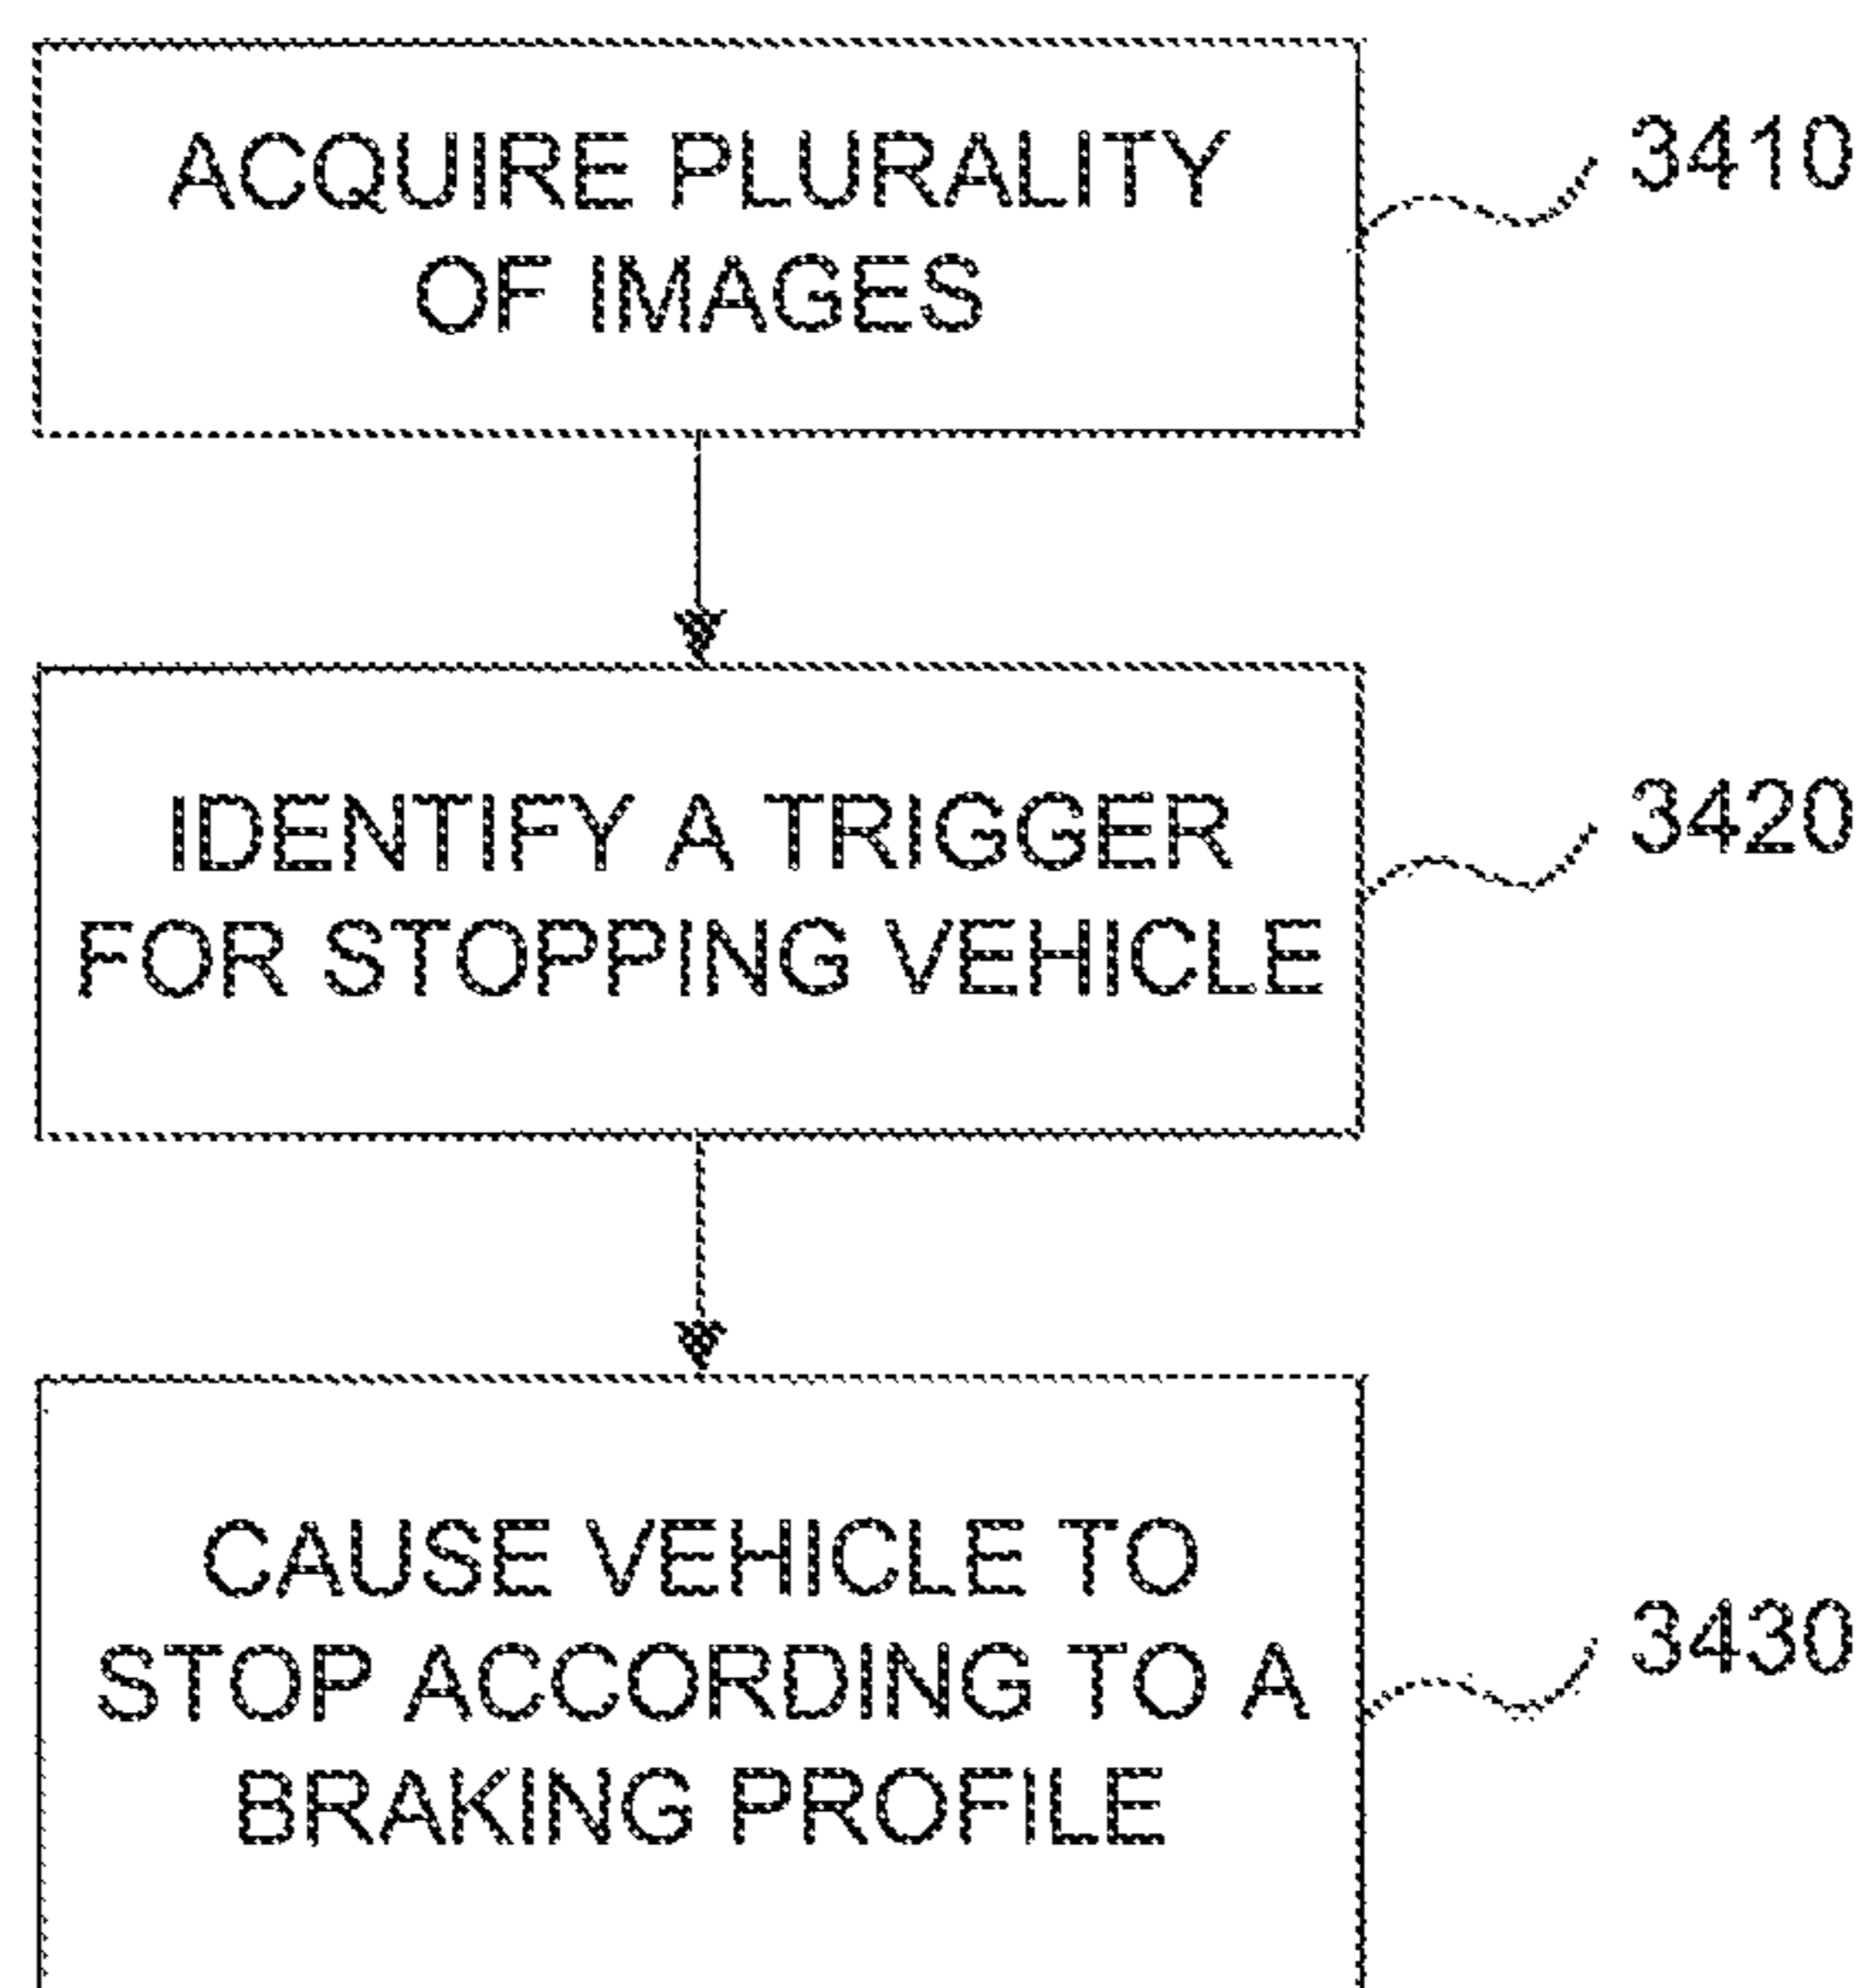 ACQUIRE PLURALITY
OF IMAGES
3410
IDENTIFY A TRIGGER
FOR STOPPING VEHICLE
3420
CAUSE VEHICLE TO
STOP ACCORDING TO A
BRAKING PROFILE
3430